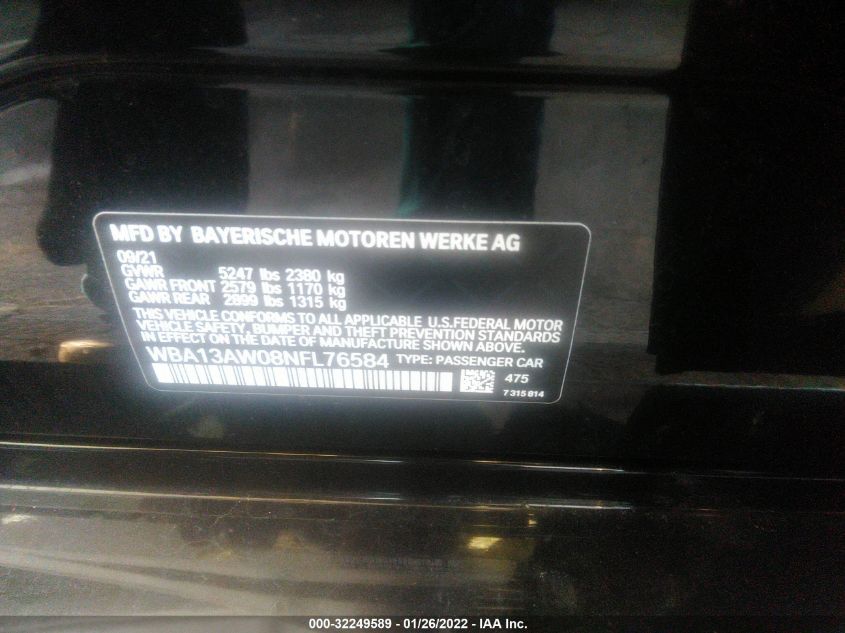 MFD BY BAYERISCHE MOTOREN WERKE AG
09/21
GVWR 5247 lbs 2380 kg
GAWR FRONT 2579 lbs 1170 kg
GAWR REAR 2899 lbs 1315 kg
THIS VEHICLE CONFORMS TO ALL APPLICABLE U.S.FEDERAL MOTOR
VEHICLE SAFETY, BUMPER AND THEFT PREVENTION STANDARDS
IN EFFECT ON THE DATE OF MANUFACTURE SHOWN ABOVE.
WBA13AW08NFL76584 TYPE: PASSENGER CAR
475
7 315 814
000-32249589 - 01/26/2022 - IAA Inc.